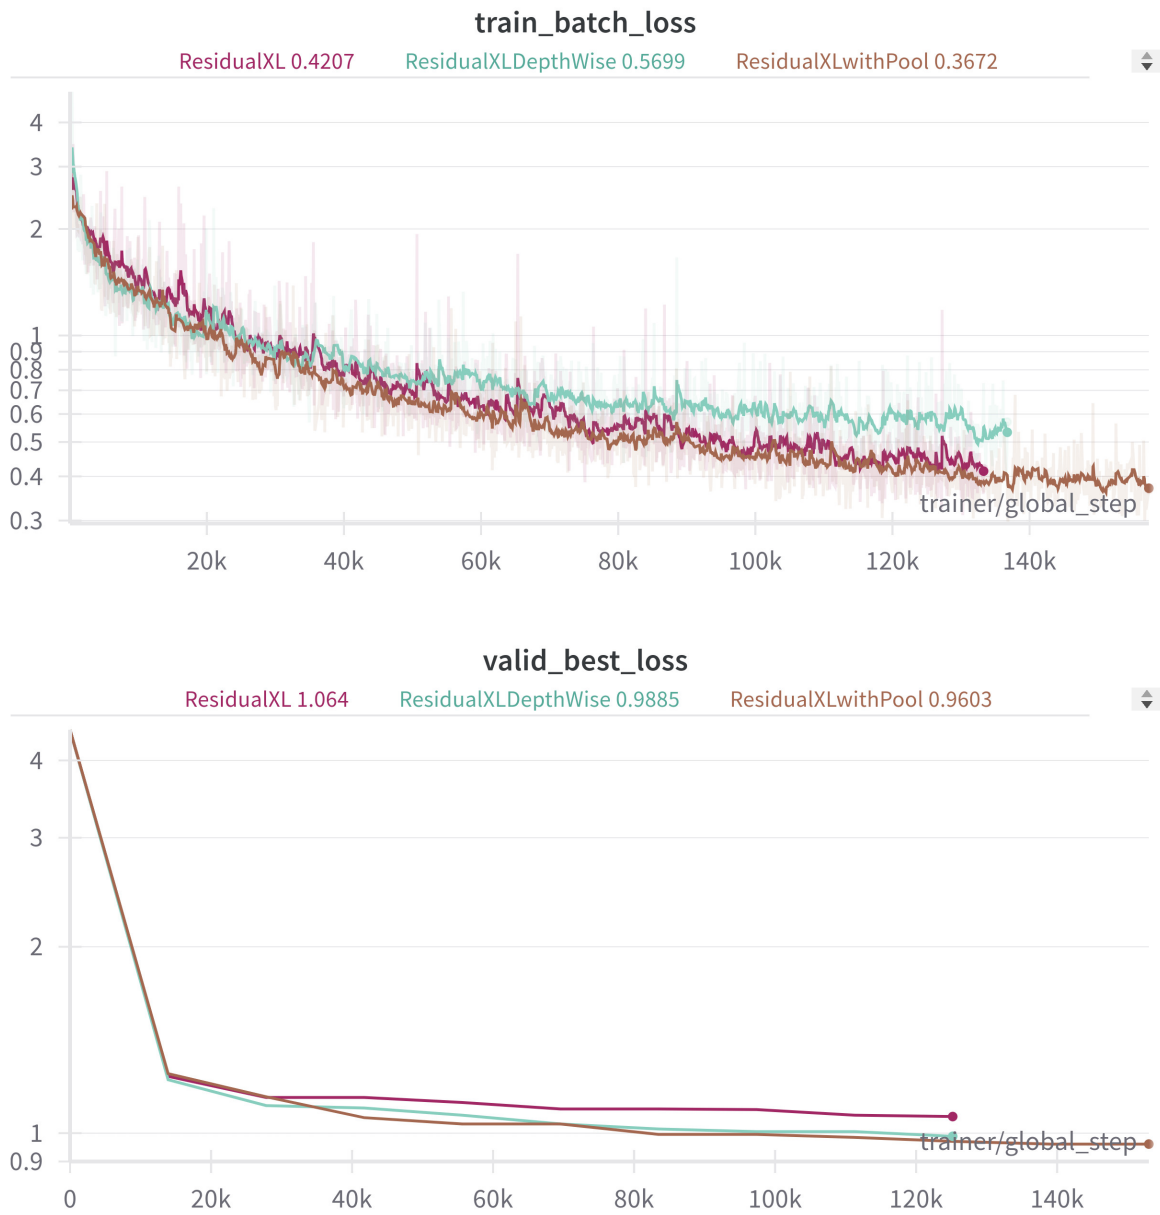 train_batch_loss
ResidualXL 0.4207 ResidualXLDepthWise 0.5699 ResidualXLwithPool 0.3672
4
3
2
1
0.9
0.8
0.7
0.6
0.5
0.4
0.3
trainer/global_step
20k 40k 60k 80k 100k 120k 140k
valid_best_loss
ResidualXL 1.064 ResidualXLDepthWise 0.9885 ResidualXLwithPool 0.9603
4
3
2
1
0.9
trainer/global_step
0 20k 40k 60k 80k 100k 120k 140k